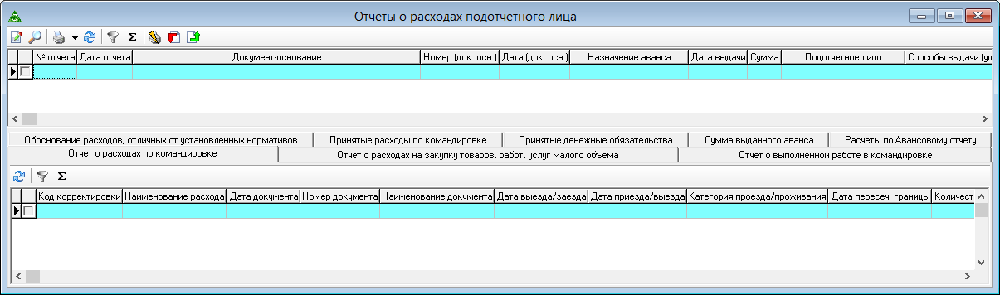 Отчеты о расходах подотчетного лица
Σ
№ отчета Дата отчета Документ-основание Номер (док. осн.) Дата (док. осн.) Назначение аванса Дата выдачи Сумма Подотчетное лицо Способы выдачи (уд
Обоснование расходов, отличных от установленных нормативов Принятые расходы по командировке Принятые денежные обязательства Сумма выданного аванса Расчеты по Авансовому отчету
Отчет о расходах по командировке Отчет о расходах на закупку товаров, работ, услуг малого объема Отчет о выполненной работе в командировке
Σ
Код корректировки Наименование расхода Дата документа Номер документа Наименование документа Дата выезда/заезда Дата приезда/выезда Категория проезда/проживания Дата пересеч. границы Количест